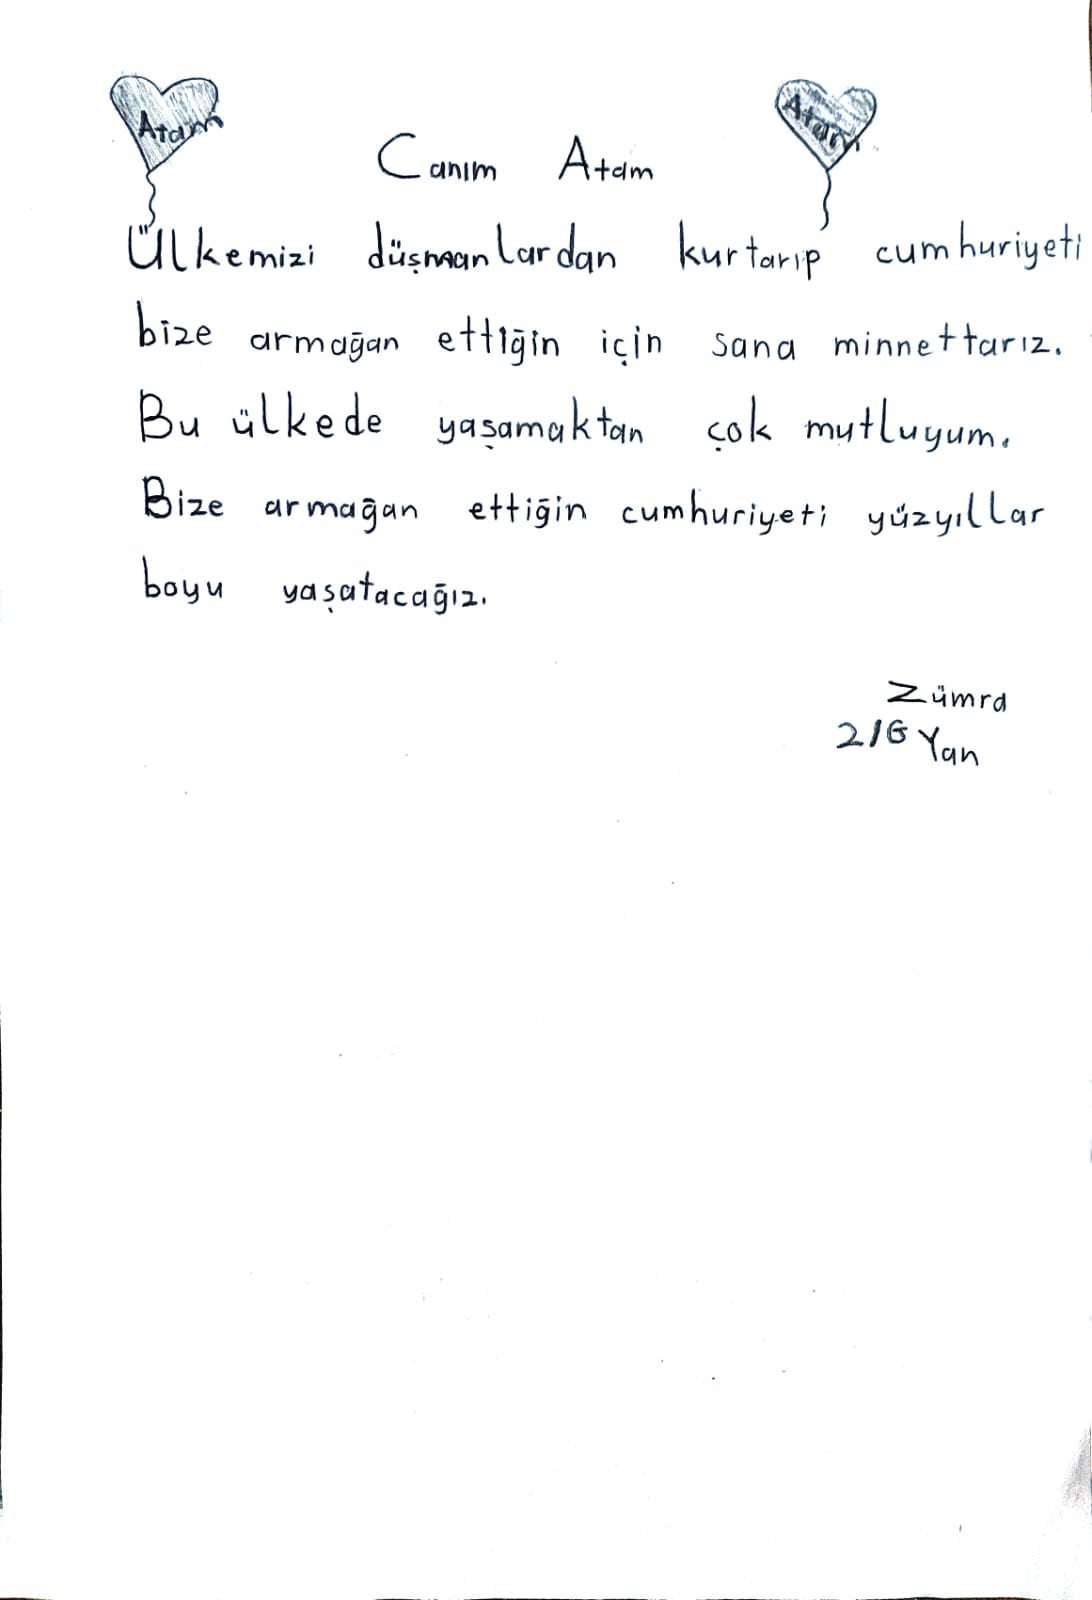 Atam
Atam
Canım Atam
Ülkemizi düşmanlardan kurtarıp cumhuriyeti
bize armağan ettiğin için sana minnettarız.
Bu ülkede yaşamaktan çok mutluyum.
Bize armağan ettiğin cumhuriyeti yüzyıllar
boyu yaşatacağız.
Zümra
2/G Yan